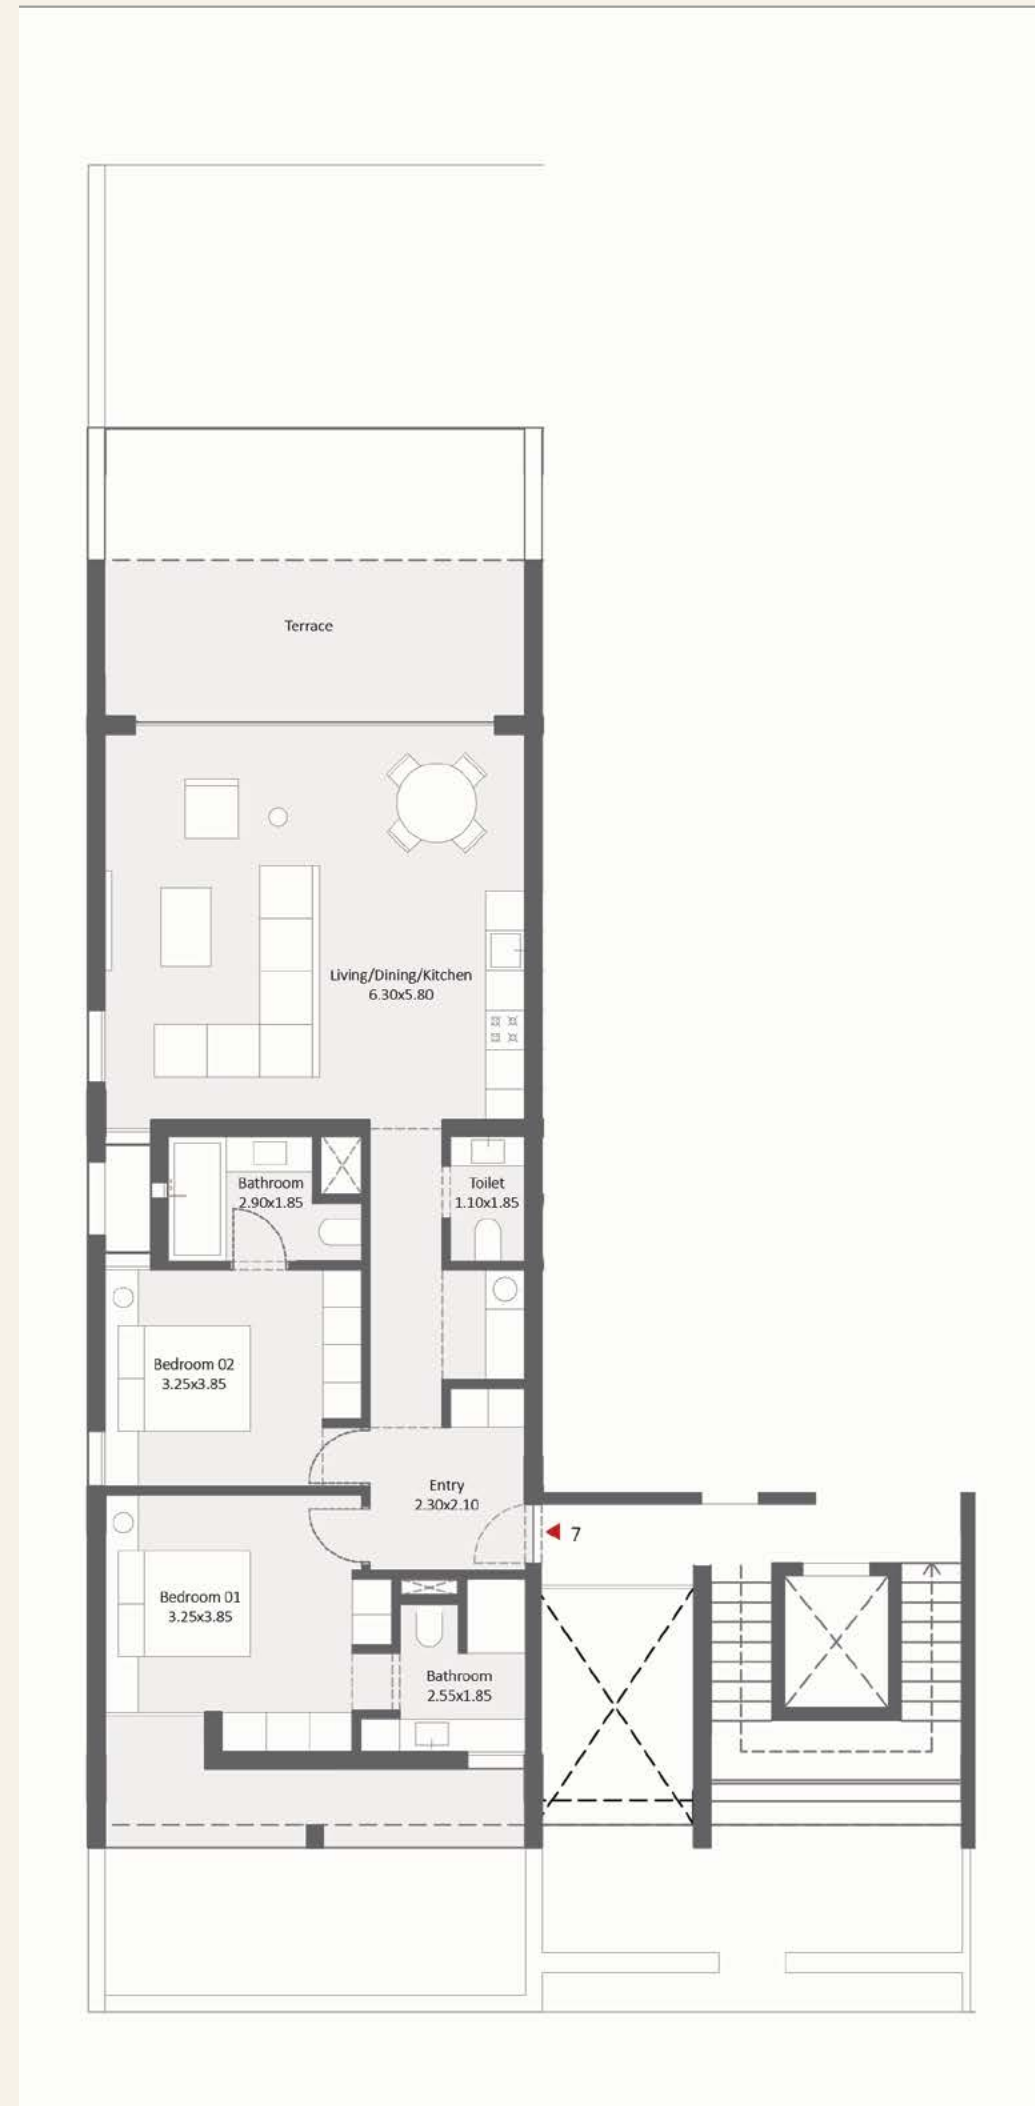 Terrace
Living/Dining/Kitchen
6.30x5.80
Bathroom
2.90x1.85
Toilet
1.10x1.85
Bedroom 02
3.25x3.85
Entry
2.30x2.10
7
Bedroom 01
3.25x3.85
Bathroom
2.55x1.85